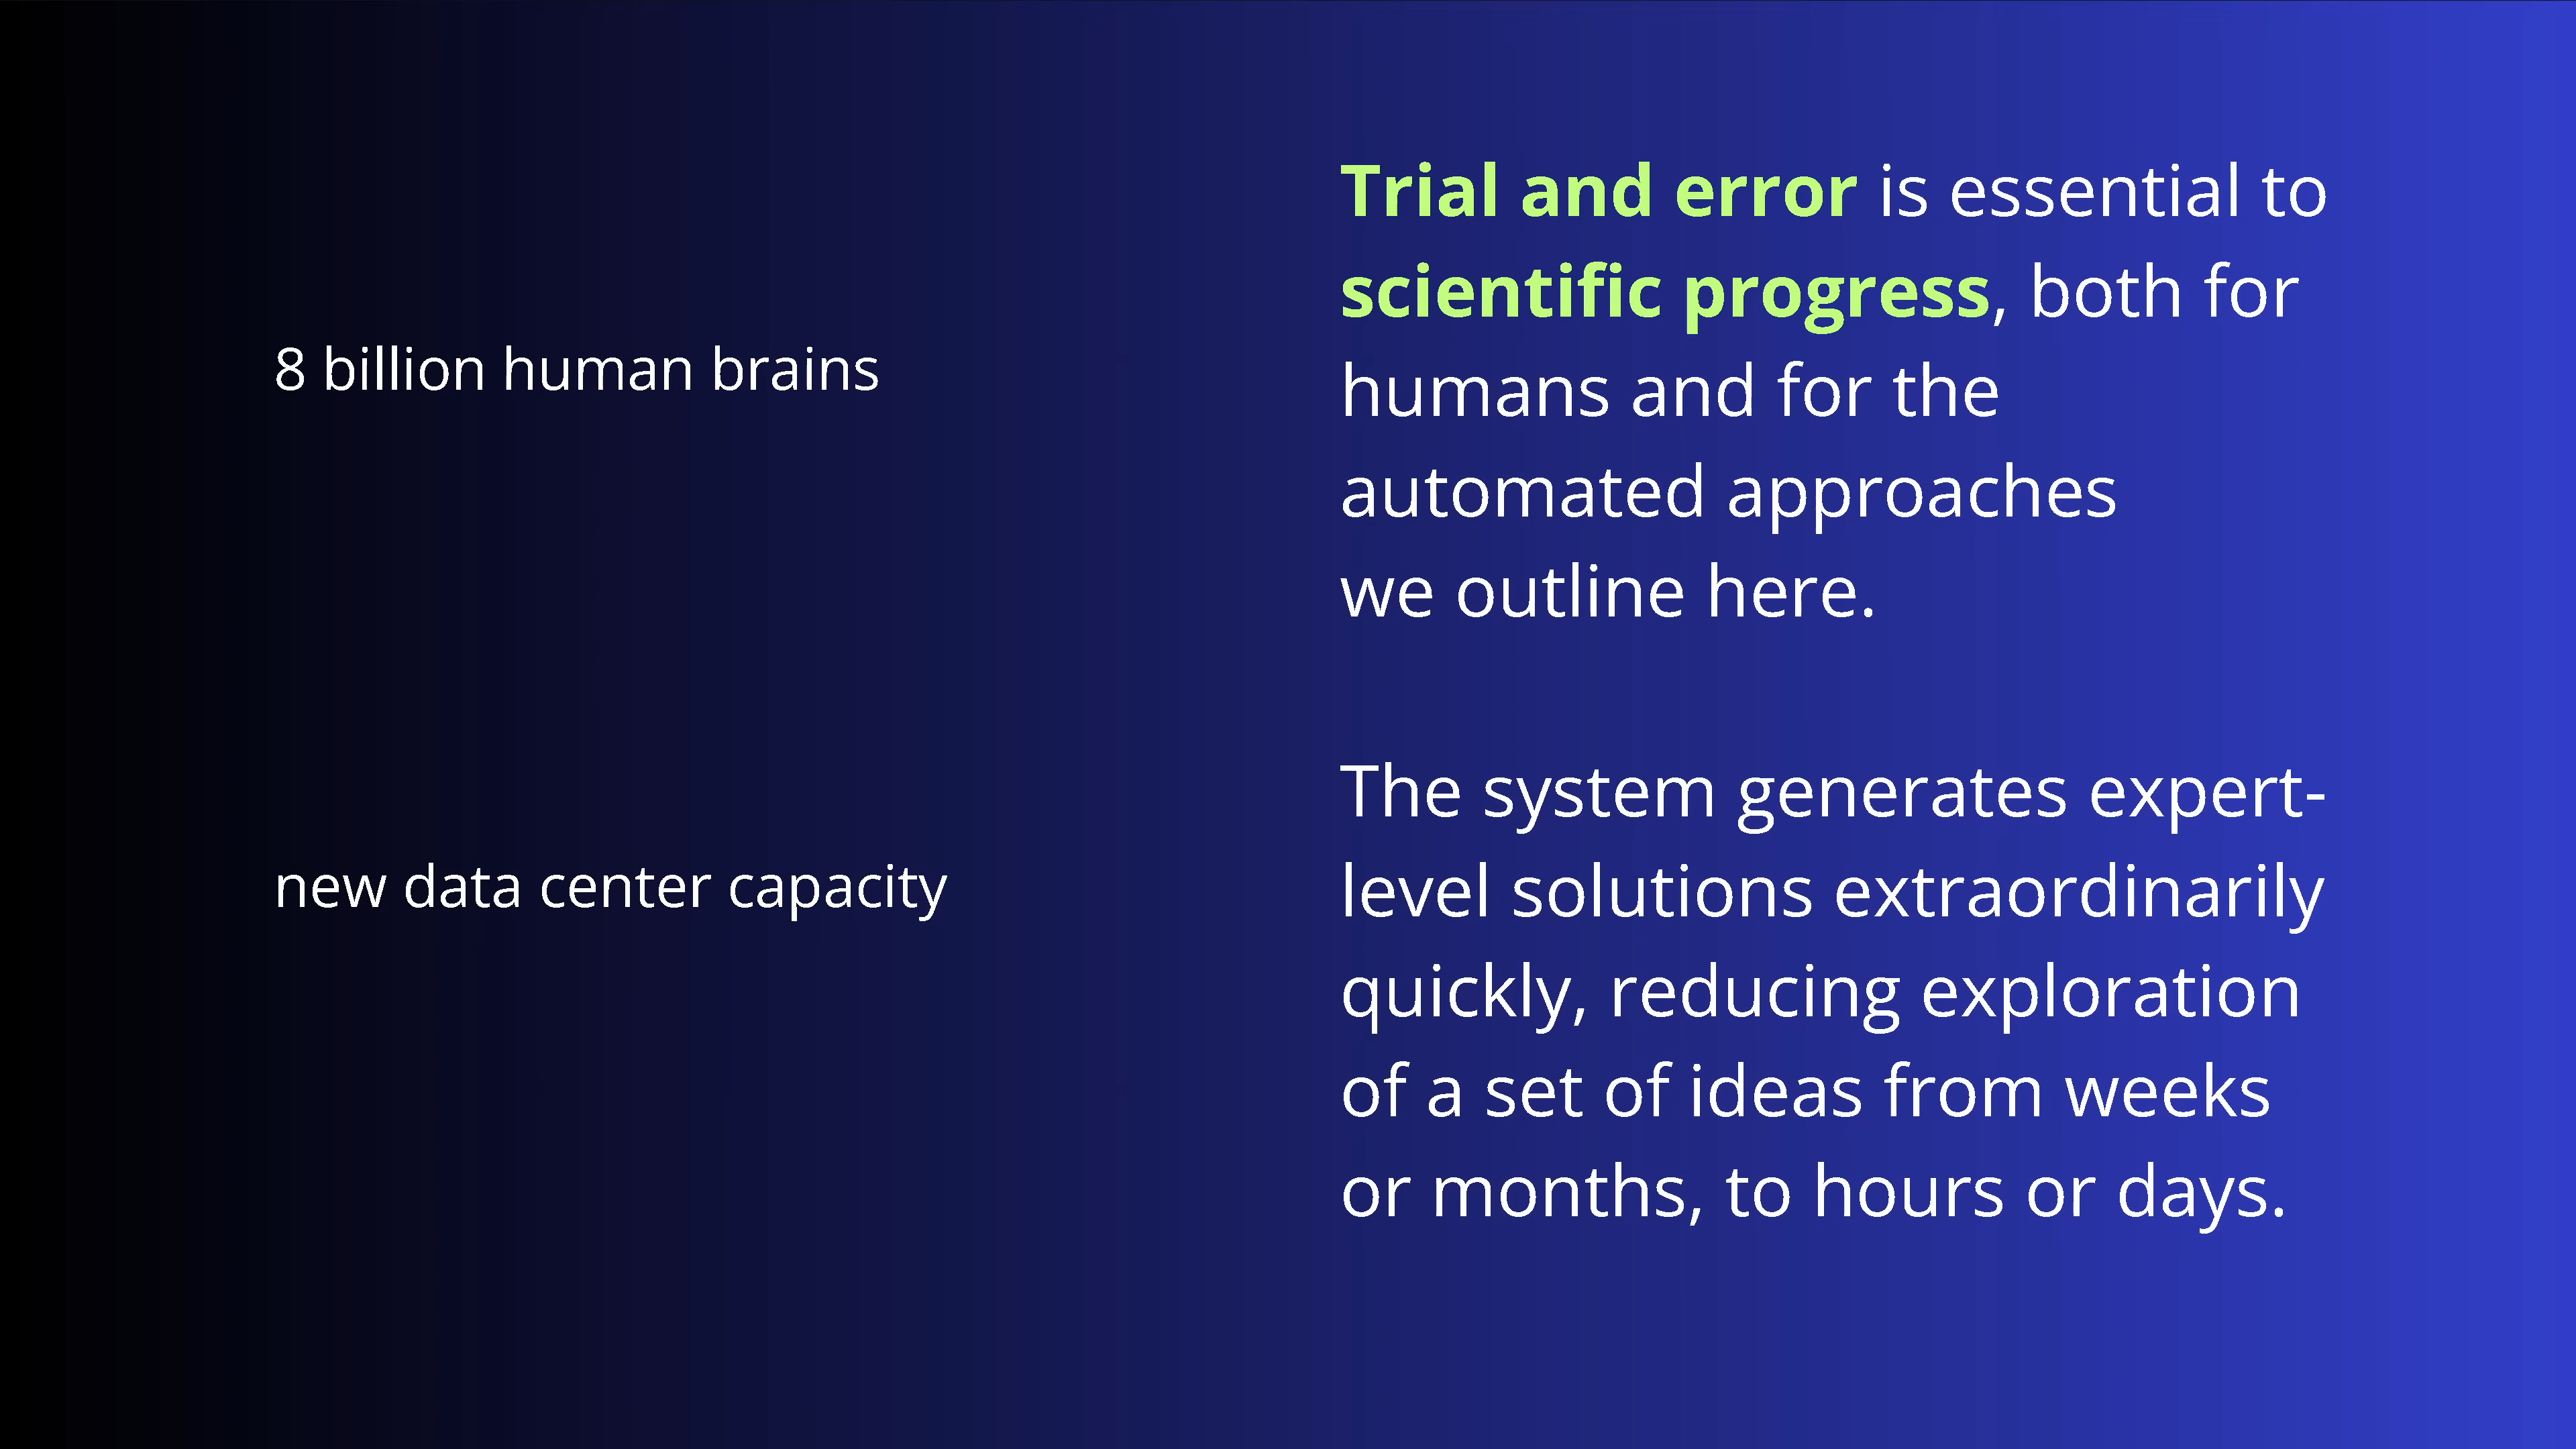 8 billion human brains
new data center capacity
Trial and error is essential to
scientific progress, both for
humans and for the
automated approaches
we outline here.
The system generates expert-
level solutions extraordinarily
quickly, reducing exploration
of a set of ideas from weeks
or months, to hours or days.